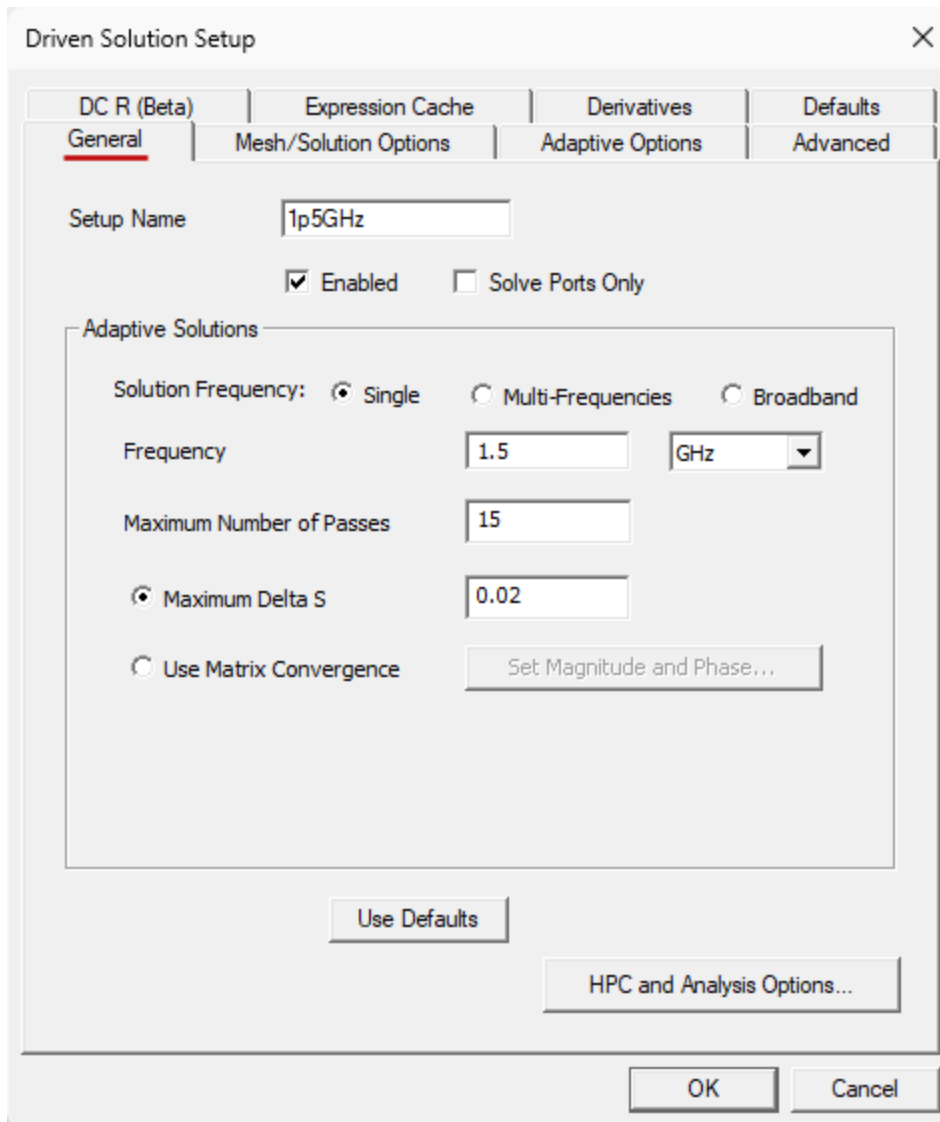 Driven Solution Setup
DC R (Beta) Expression Cache Derivatives Defaults
General Mesh/Solution Options Adaptive Options Advanced
Setup Name 1p5GHz
Enabled Solve Ports Only
Adaptive Solutions
Solution Frequency: Single Multi-Frequencies Broadband
Frequency 1.5 GHz
Maximum Number of Passes 15
Maximum Delta S 0.02
Use Matrix Convergence Set Magnitude and Phase...
Use Defaults
HPC and Analysis Options...
OK Cancel